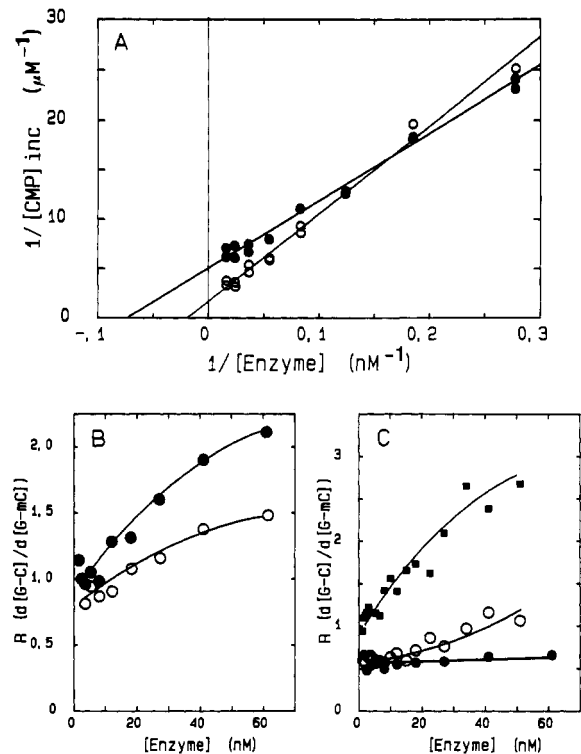 A
1/[CMP] inc (μM⁻¹)
30
20
10
0
-,1 0 0,1 0,2 0,3
1/[Enzyme] (nM⁻¹)
B
R (d[G-C]/d[G-mC])
2,0
1,5
1,0
0,5
0 20 40 60
[Enzyme] (nM)
C
R (d[G-C]/d[G-mC])
3
2
1
0
0 20 40 60
[Enzyme] (nM)